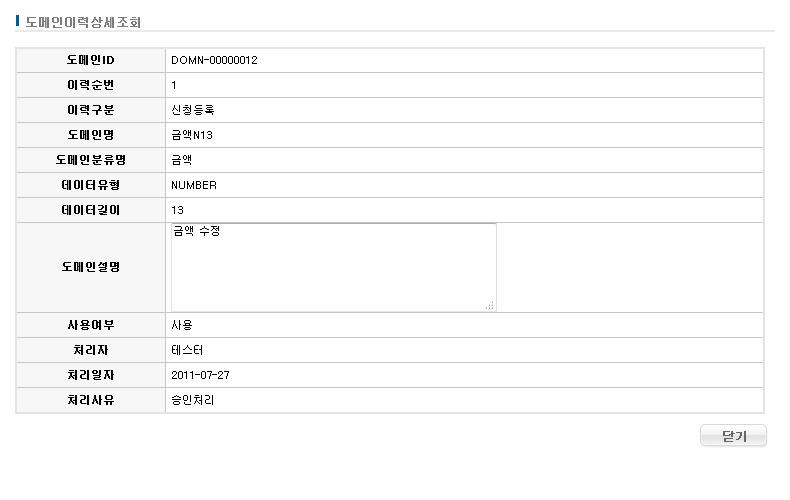 도메인이력상세조회
도메인ID DOMN-00000012
이력순번 1
이력구분 신청등록
도메인명 금액N13
도메인분류명 금액
데이터유형 NUMBER
데이터길이 13
도메인설명 금액 수정
사용여부 사용
처리자 테스터
처리일자 2011-07-27
처리사유 승인처리
닫기